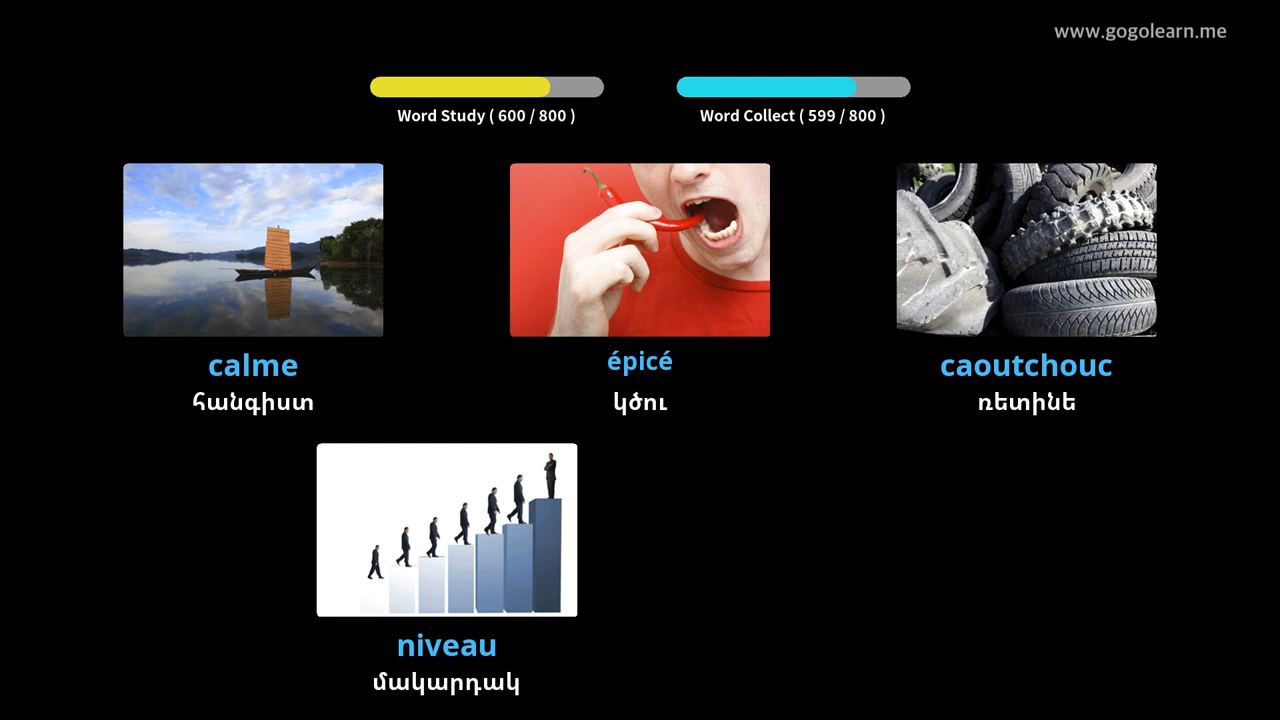 www.gogolearn.me
Word Study ( 600 / 800 )
Word Collect ( 599 / 800 )
calme
հանգիստ
épicé
կծու
caoutchouc
ռետինե
niveau
մակարդակ